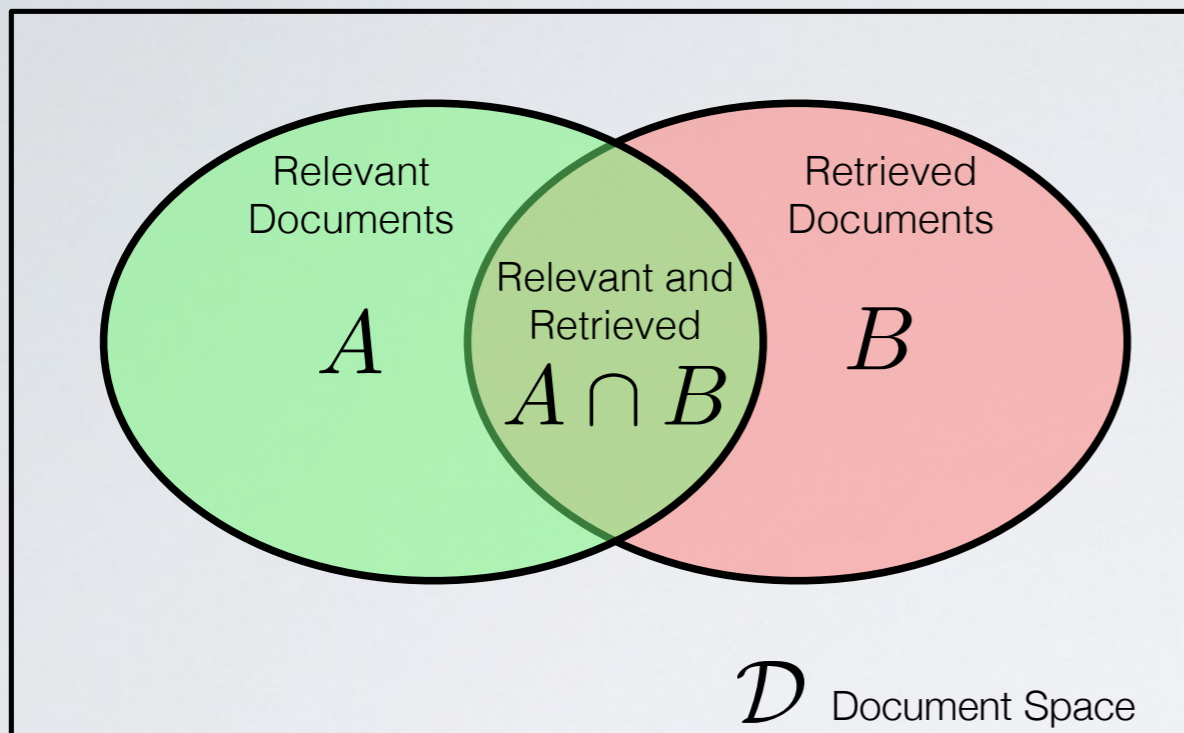 Relevant
Documents
Retrieved
Documents
Relevant and
Retrieved
A
A ∩ B
B
𝒟 Document Space